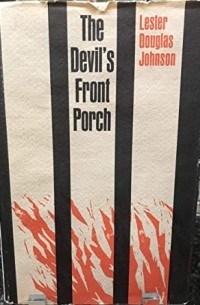 The
Devil's
Front
Porch
Lester
Douglas
Johnson